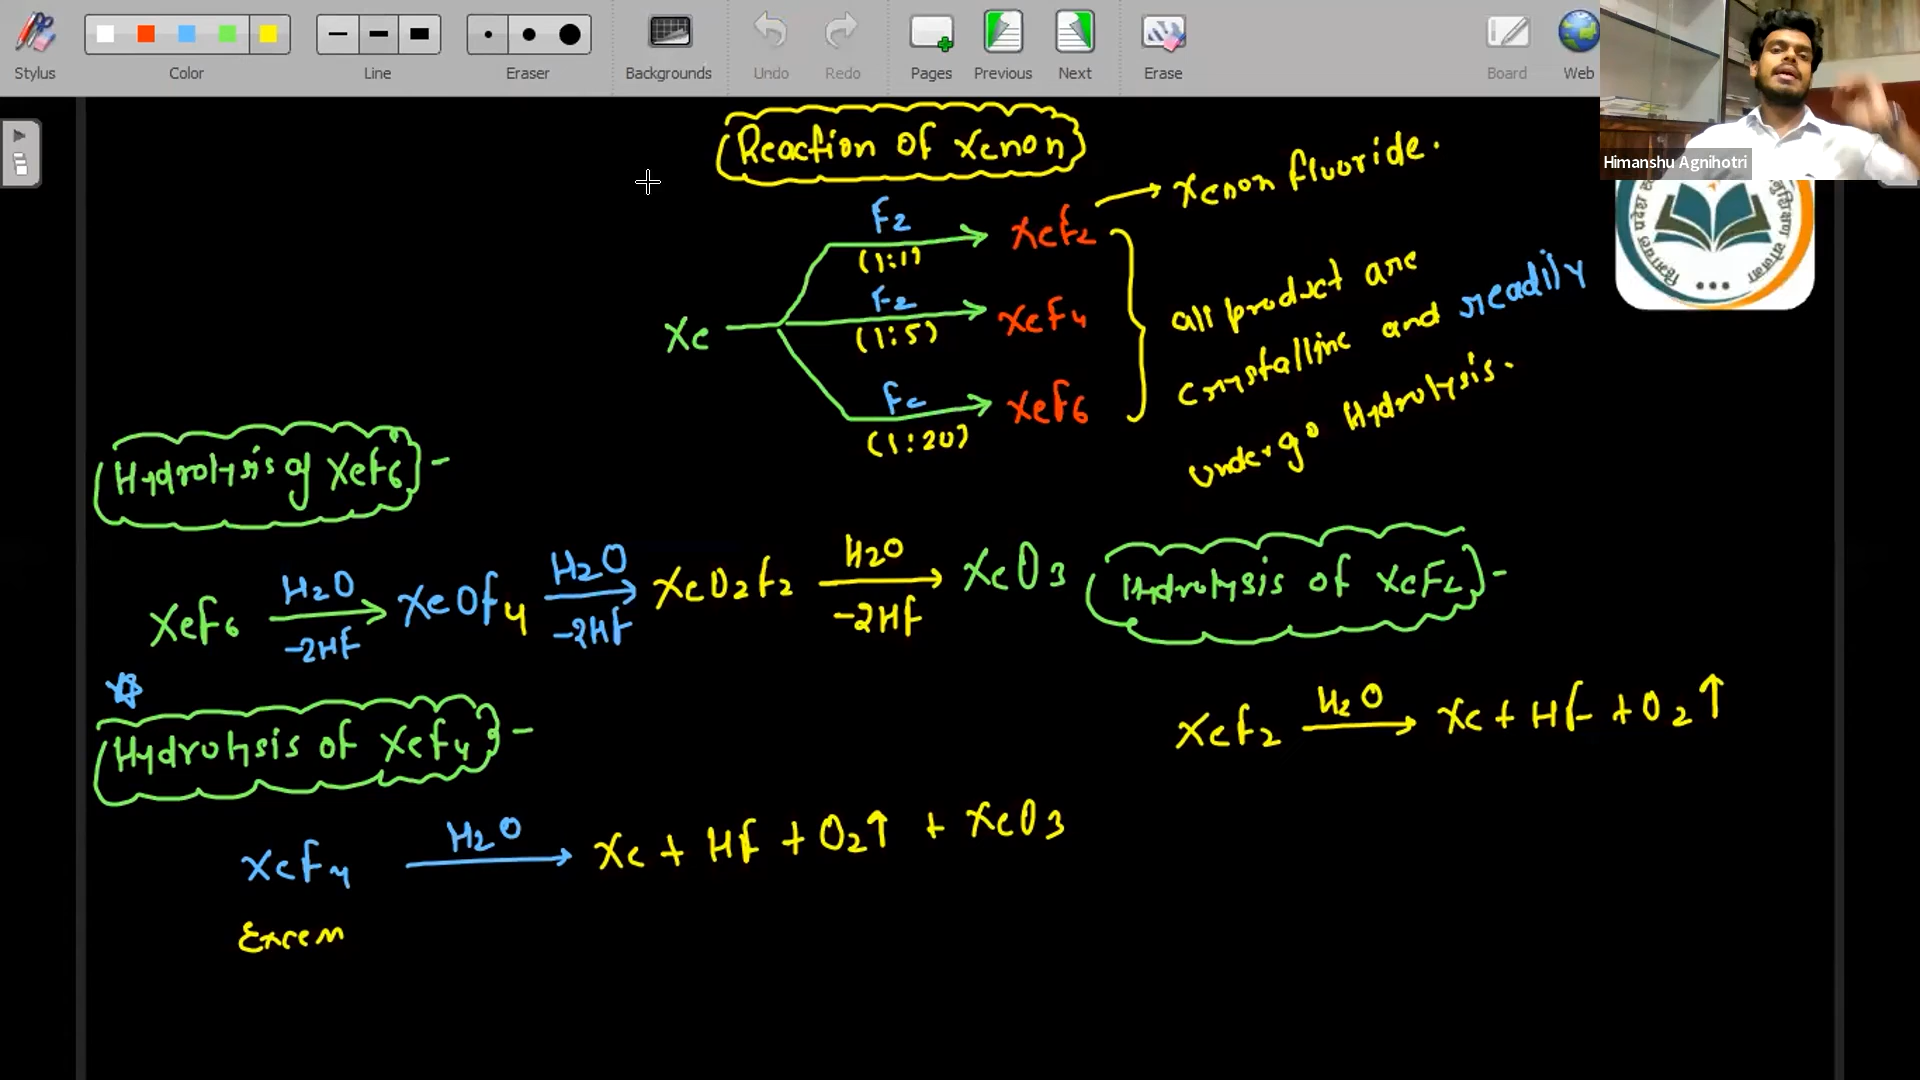 Stylus
Color
Line
Eraser
Backgrounds
Undo
Redo
Pages
Previous
Next
Erase
Board
Web
Himanshu Agnihotri
Reaction of Xenon
Xenon fluoride.
Xe
F2
(1:1)
XeF2
F2
(1:5)
XeF4
(1:20)
XeF6
all product are
crystalline and readily
undergo Hydrolysis.
Hydrolysis of XeF6 -
XeF6 H2O -2HF → XeOF4 H2O -2HF → XeO2F2 H2O -2HF → XeO3
Hydrolysis of XeF2 -
XeF2 H2O → Xe + HF + O2 ↑
Hydrolysis of XeF4 -
XeF4 H2O → Xe + HF + O2 ↑ + XeO3